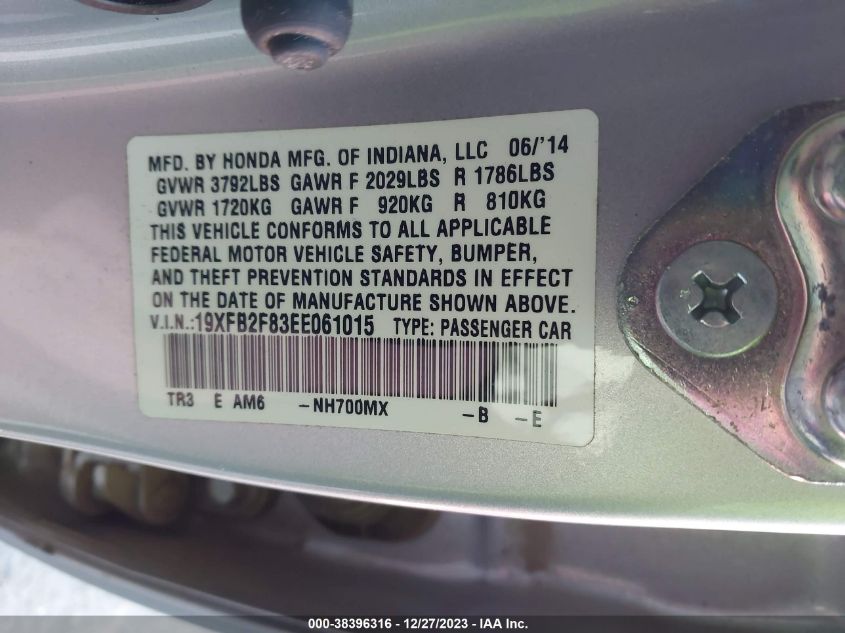 MFD. BY HONDA MFG. OF INDIANA, LLC 06/'14
GVWR 3792LBS GAWR F 2029LBS R 1786LBS
GVWR 1720KG GAWR F 920KG R 810KG
THIS VEHICLE CONFORMS TO ALL APPLICABLE
FEDERAL MOTOR VEHICLE SAFETY, BUMPER,
AND THEFT PREVENTION STANDARDS IN EFFECT
ON THE DATE OF MANUFACTURE SHOWN ABOVE.
V.I.N.:19XFB2F83EE061015 TYPE: PASSENGER CAR
TR3 E AM6 -NH700MX -B -E
000-38396316 - 12/27/2023 - IAA Inc.